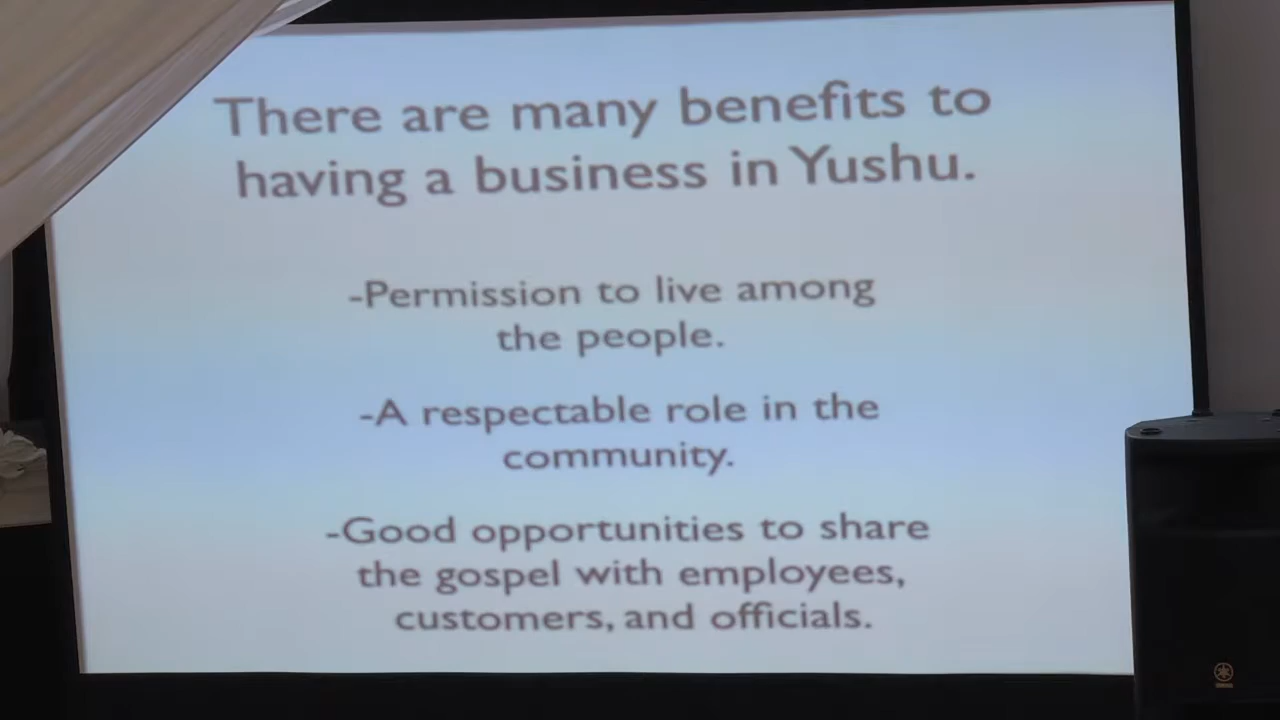 There are many benefits to
having a business in Yushu.
-Permission to live among
the people.
-A respectable role in the
community.
-Good opportunities to share
the gospel with employees,
customers, and officials.